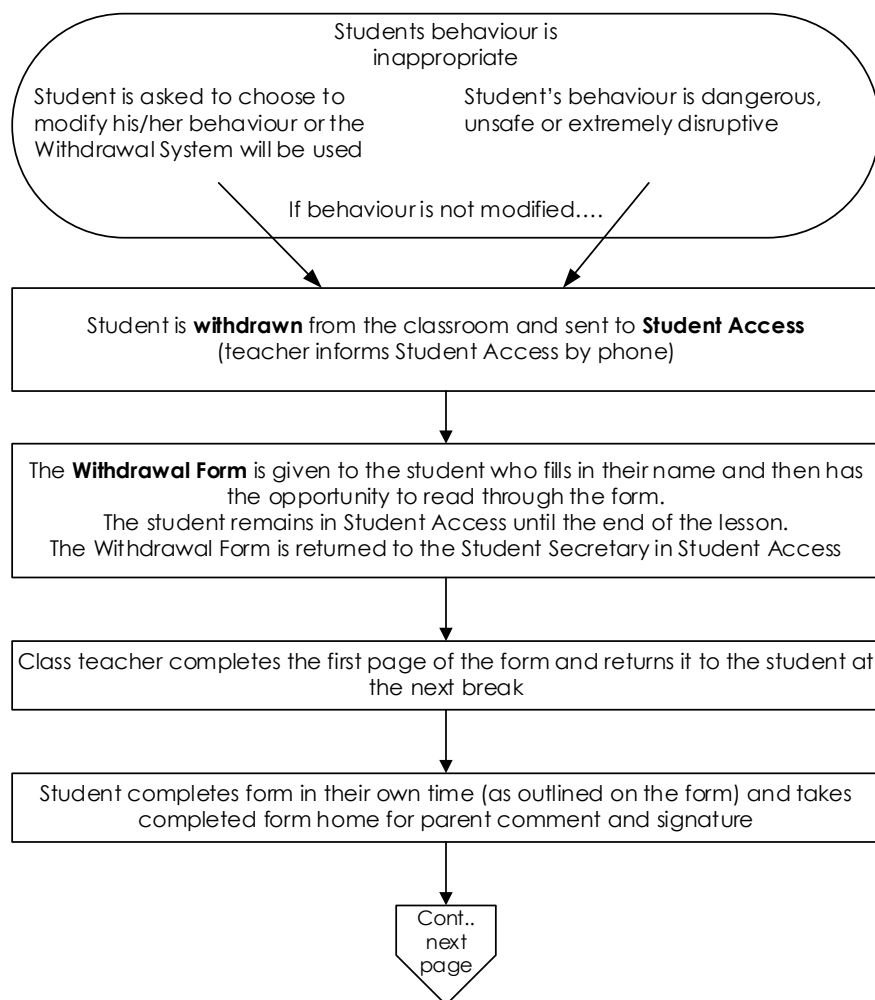 Students behaviour is
inappropriate
Student is asked to choose to
modify his/her behaviour or the
Withdrawal System will be used
Student's behaviour is dangerous,
unsafe or extremely disruptive
If behaviour is not modified....
Student is withdrawn from the classroom and sent to Student Access
(teacher informs Student Access by phone)
The Withdrawal Form is given to the student who fills in their name and then has
the opportunity to read through the form.
The student remains in Student Access until the end of the lesson.
The Withdrawal Form is returned to the Student Secretary in Student Access
Class teacher completes the first page of the form and returns it to the student at
the next break
Student completes form in their own time (as outlined on the form) and takes
completed form home for parent comment and signature
Cont..
next
page